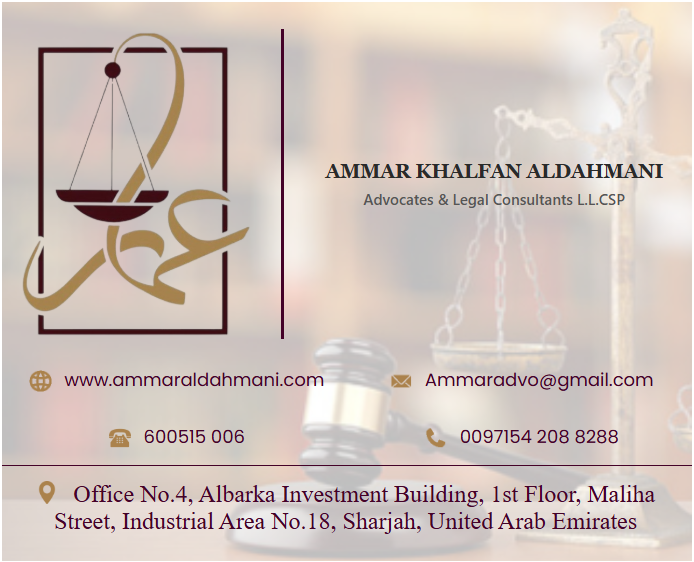 عمار
AMMAR KHALFAN ALDAHMANI
Advocates & Legal Consultants L.L.CSP
www.ammaraldahmani.com
Ammaradvo@gmail.com
600515 006
0097154 208 8288
Office No.4, Albarka Investment Building, 1st Floor, Maliha
Street, Industrial Area No.18, Sharjah, United Arab Emirates